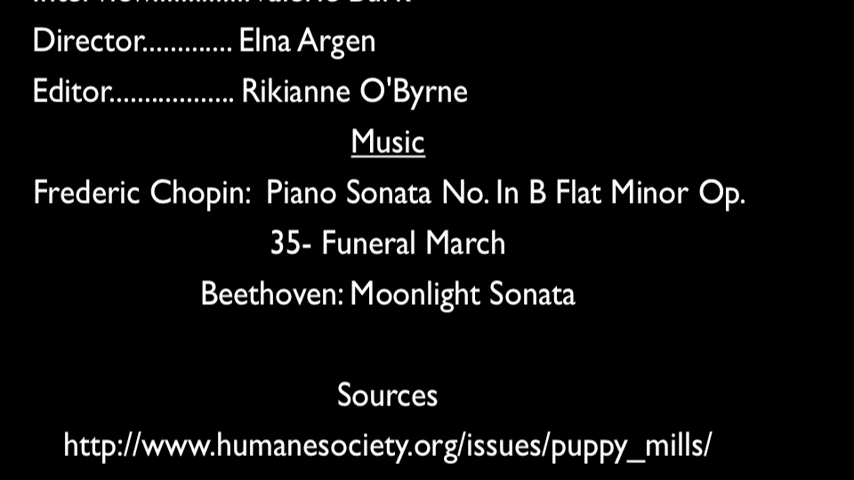 Director............. Elna Argen
Editor.................. Rikianne O'Byrne
Music
Frederic Chopin:  Piano Sonata No. In B Flat Minor Op.
35- Funeral March
Beethoven: Moonlight Sonata
Sources
http://www.humanesociety.org/issues/puppy_mills/